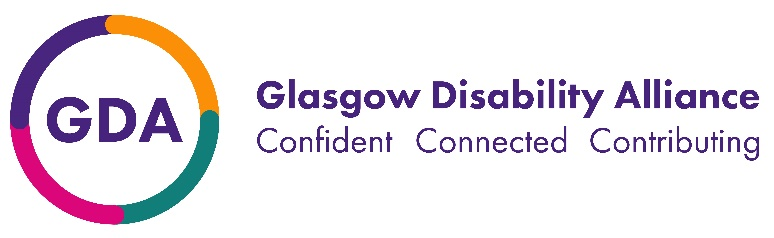 GDA
Glasgow Disability Alliance
Confident Connected Contributing